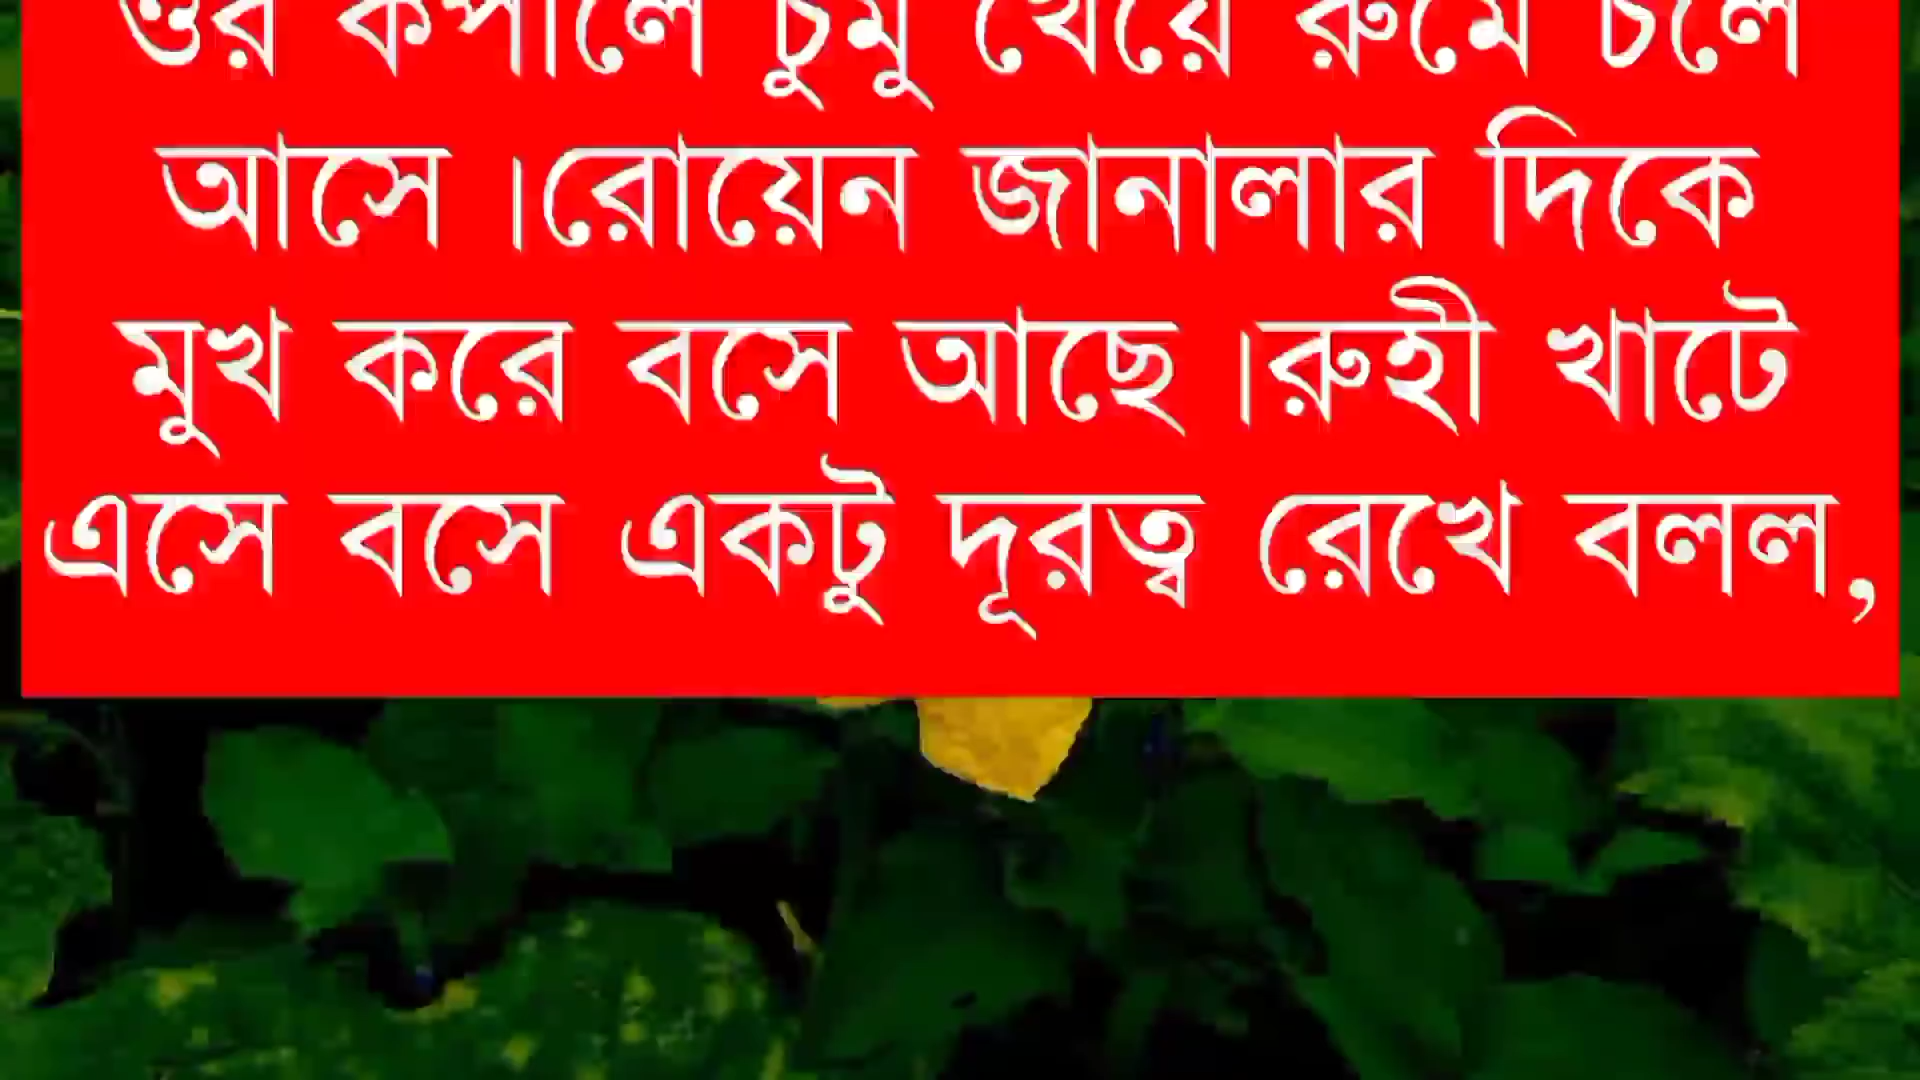 ওর কপালে চুমু খেয়ে রুমে চলে
আসে ।রোয়েন জানালার দিকে
মুখ করে বসে আছে ।রুহী খাটে
এসে বসে একটু দূরত্ব রেখে বলল,